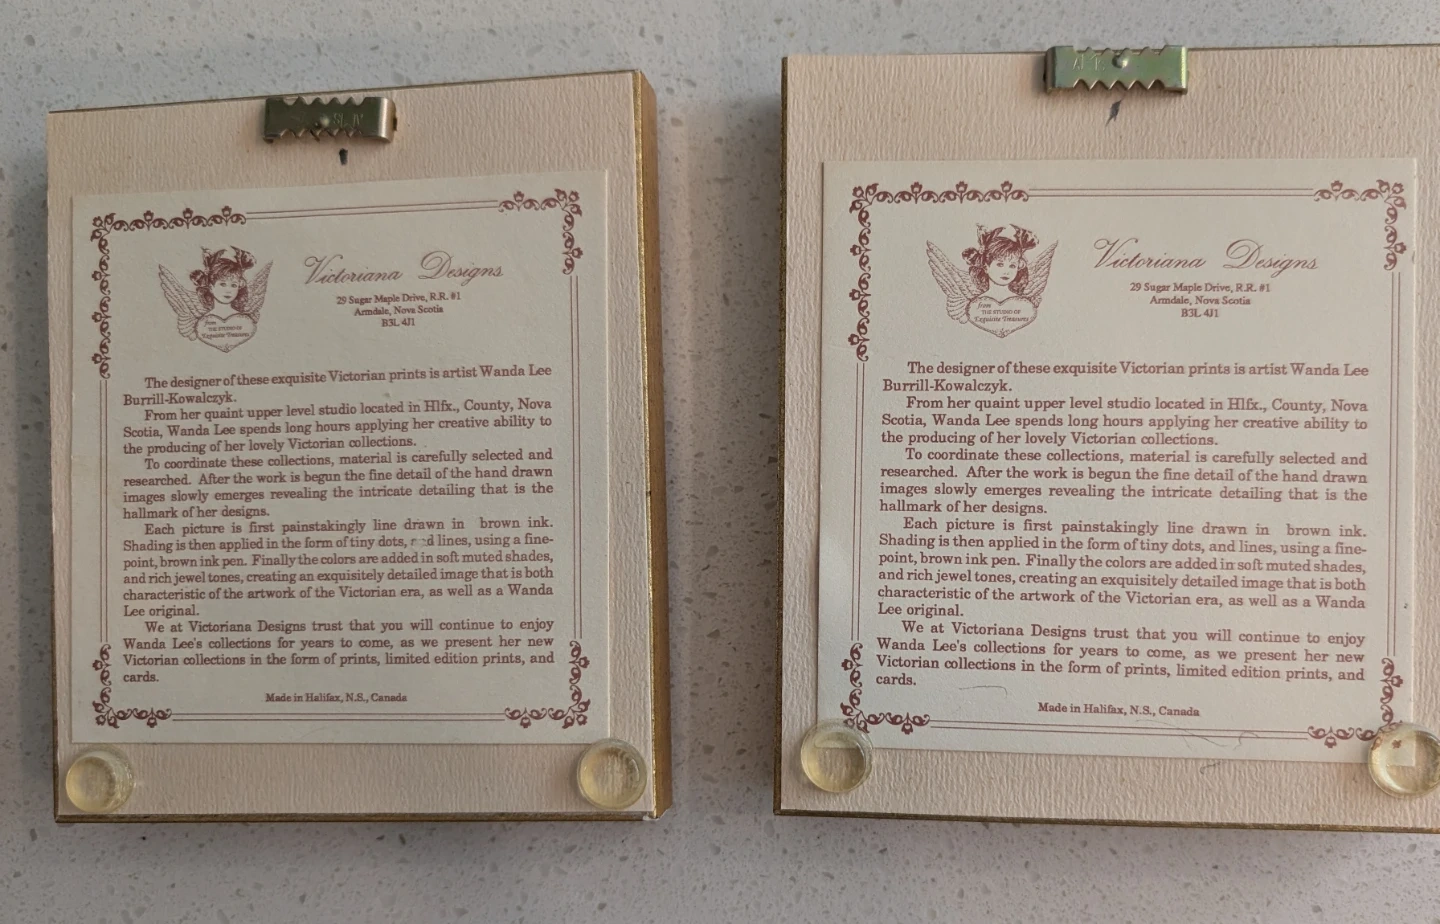 Victoriana Designs
29 Sugar Maple Drive, R.R. #1
Armdale, Nova Scotia
B3L 4J1
from
THE STUDIO OF
Exquisite Treasures
The designer of these exquisite Victorian prints is artist Wanda Lee
Burrill-Kowalczyk.
From her quaint upper level studio located in Hlfx., County, Nova
Scotia, Wanda Lee spends long hours applying her creative ability to
the producing of her lovely Victorian collections.
To coordinate these collections, material is carefully selected and
researched. After the work is begun the fine detail of the hand drawn
images slowly emerges revealing the intricate detailing that is the
hallmark of her designs.
Each picture is first painstakingly line drawn in brown ink.
Shading is then applied in the form of tiny dots, lines, using a fine-
point, brown ink pen. Finally the colors are added in soft muted shades,
and rich jewel tones, creating an exquisitely detailed image that is both
characteristic of the artwork of the Victorian era, as well as a Wanda
Lee original.
We at Victoriana Designs trust that you will continue to enjoy
Wanda Lee's collections for years to come, as we present her new
Victorian collections in the form of prints, limited edition prints, and
cards.
Made in Halifax, N.S., Canada
Victoriana Designs
29 Sugar Maple Drive, R.R. #1
Armdale, Nova Scotia
B3L 4J1
from
THE STUDIO OF
Exquisite Treasures
The designer of these exquisite Victorian prints is artist Wanda Lee
Burrill-Kowalczyk.
From her quaint upper level studio located in Hlfx., County, Nova
Scotia, Wanda Lee spends long hours applying her creative ability to
the producing of her lovely Victorian collections.
To coordinate these collections, material is carefully selected and
researched. After the work is begun the fine detail of the hand drawn
images slowly emerges revealing the intricate detailing that is the
hallmark of her designs.
Each picture is first painstakingly line drawn in brown ink.
Shading is then applied in the form of tiny dots, and lines, using a fine-
point, brown ink pen. Finally the colors are added in soft muted shades,
and rich jewel tones, creating an exquisitely detailed image that is both
characteristic of the artwork of the Victorian era, as well as a Wanda
Lee original.
We at Victoriana Designs trust that you will continue to enjoy
Wanda Lee's collections for years to come, as we present her new
Victorian collections in the form of prints, limited edition prints, and
cards.
Made in Halifax, N.S., Canada